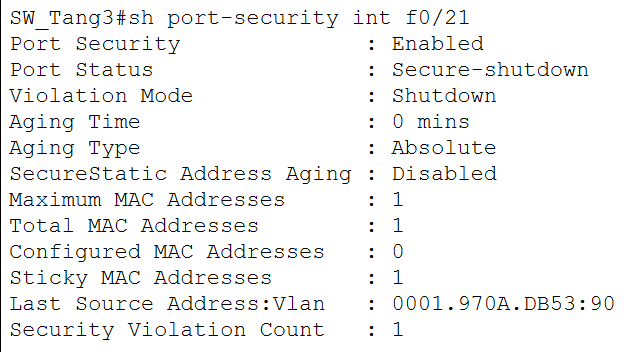 SW_Tang3#sh port-security int f0/21
Port Security : Enabled
Port Status : Secure-shutdown
Violation Mode : Shutdown
Aging Time : 0 mins
Aging Type : Absolute
SecureStatic Address Aging : Disabled
Maximum MAC Addresses : 1
Total MAC Addresses : 1
Configured MAC Addresses : 0
Sticky MAC Addresses : 1
Last Source Address:Vlan : 0001.970A.DB53:90
Security Violation Count : 1